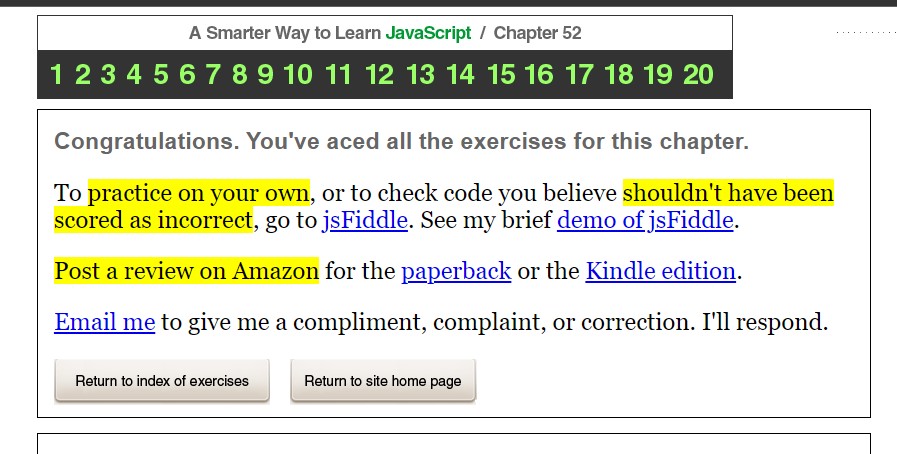 A Smarter Way to Learn JavaScript / Chapter 52
1 2 3 4 5 6 7 8 9 10 11 12 13 14 15 16 17 18 19 20
Congratulations. You've aced all the exercises for this chapter.
To practice on your own, or to check code you believe shouldn't have been
scored as incorrect, go to jsFiddle. See my brief demo of jsFiddle.
Post a review on Amazon for the paperback or the Kindle edition.
Email me to give me a compliment, complaint, or correction. I'll respond.
Return to index of exercises Return to site home page